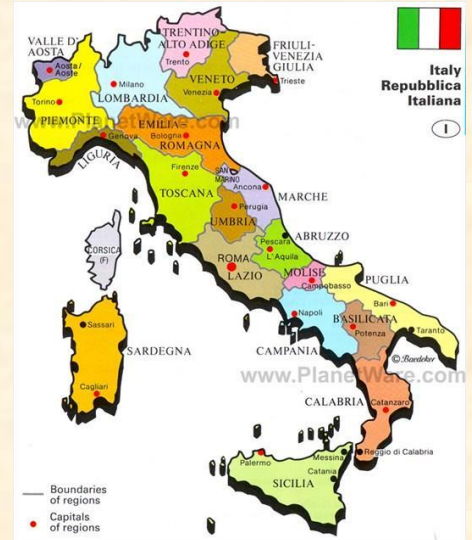 VALLE D'
AOSTA
Aosta/
Aoste
TRENTINO
ALTO ADIGE
Trento
FRIULI-
VENEZIA
GIULIA
Trieste
Italy
Repubblica
Italiana
I
Milano
LOMBARDIA
VENETO
Venezia
Torino
PIEMONTE
www.PlanetWare.com
EMILIA
Bologna
ROMAGNA
Genova
LIGURIA
Firenze
SAN
MARINO
TOSCANA
Ancona
MARCHE
Perugia
UMBRIA
ABRUZZO
Pescara
L'Aquila
CORSICA
(F)
ROMA
LAZIO
MOLISE
Campobasso
PUGLIA
Bari
Napoli
BASILICATA
Potenza
Taranto
Sassari
SARDEGNA
CAMPANIA
© Baedeker
www.PlanetWare.com
Cagliari
CALABRIA
Catanzaro
Messina
Reggio di Calabria
Palermo
Catania
SICILIA
Boundaries
of regions
Capitals
of regions